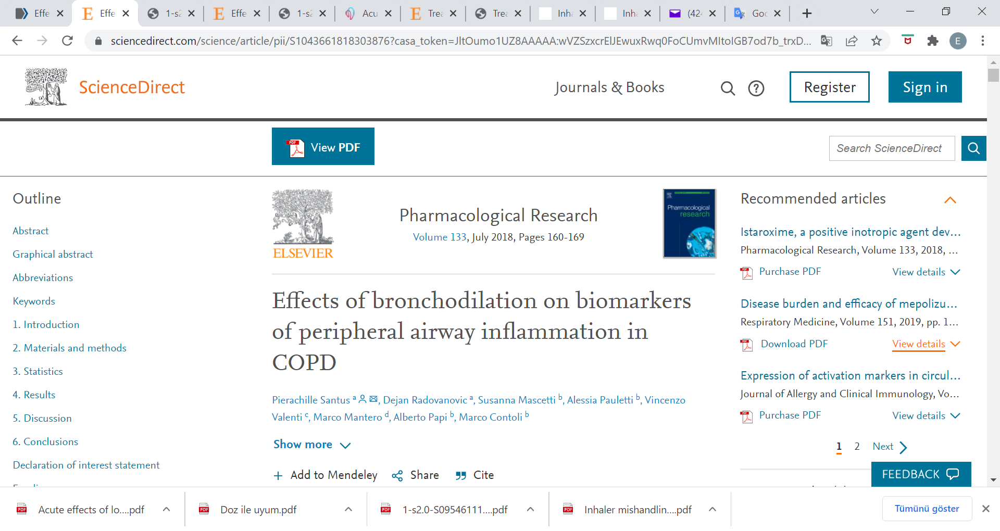 Effe
Effe
1-s2
Effe
1-s2
Acu
Trea
Trea
Inha
Inha
(424
Goo
sciencedirect.com/science/article/pii/S1043661818303876?casa_token=JltOumo1UZ8AAAAA:wVZSzxcrElJEwuxRwq0FoCUmvMItoIGB7od7b_trxD...
E
ScienceDirect
Journals & Books
Register
Sign in
View PDF
Search ScienceDirect
Outline
Abstract
Graphical abstract
Abbreviations
Keywords
1. Introduction
2. Materials and methods
3. Statistics
4. Results
5. Discussion
6. Conclusions
Declaration of interest statement
ELSEVIER
Pharmacological Research
Volume 133, July 2018, Pages 160-169
Pharmacological
research
Effects of bronchodilation on biomarkers
of peripheral airway inflammation in
COPD
Pierachille Santus a, Dejan Radovanovic a, Susanna Mascetti b, Alessia Pauletti b, Vincenzo
Valenti c, Marco Mantero d, Alberto Papi b, Marco Contoli b
Show more
Add to Mendeley
Share
Cite
Recommended articles
Istaroxime, a positive inotropic agent dev...
Pharmacological Research, Volume 133, 2018, ...
Purchase PDF
View details
Disease burden and efficacy of mepolizu...
Respiratory Medicine, Volume 151, 2019, pp. 1...
Download PDF
View details
Expression of activation markers in circul...
Journal of Allergy and Clinical Immunology, Vo...
Purchase PDF
View details
1 2 Next
FEEDBACK
Acute effects of lo....pdf
Doz ile uyum.pdf
1-s2.0-S09546111....pdf
Inhaler mishandlin....pdf
Tümünü göster